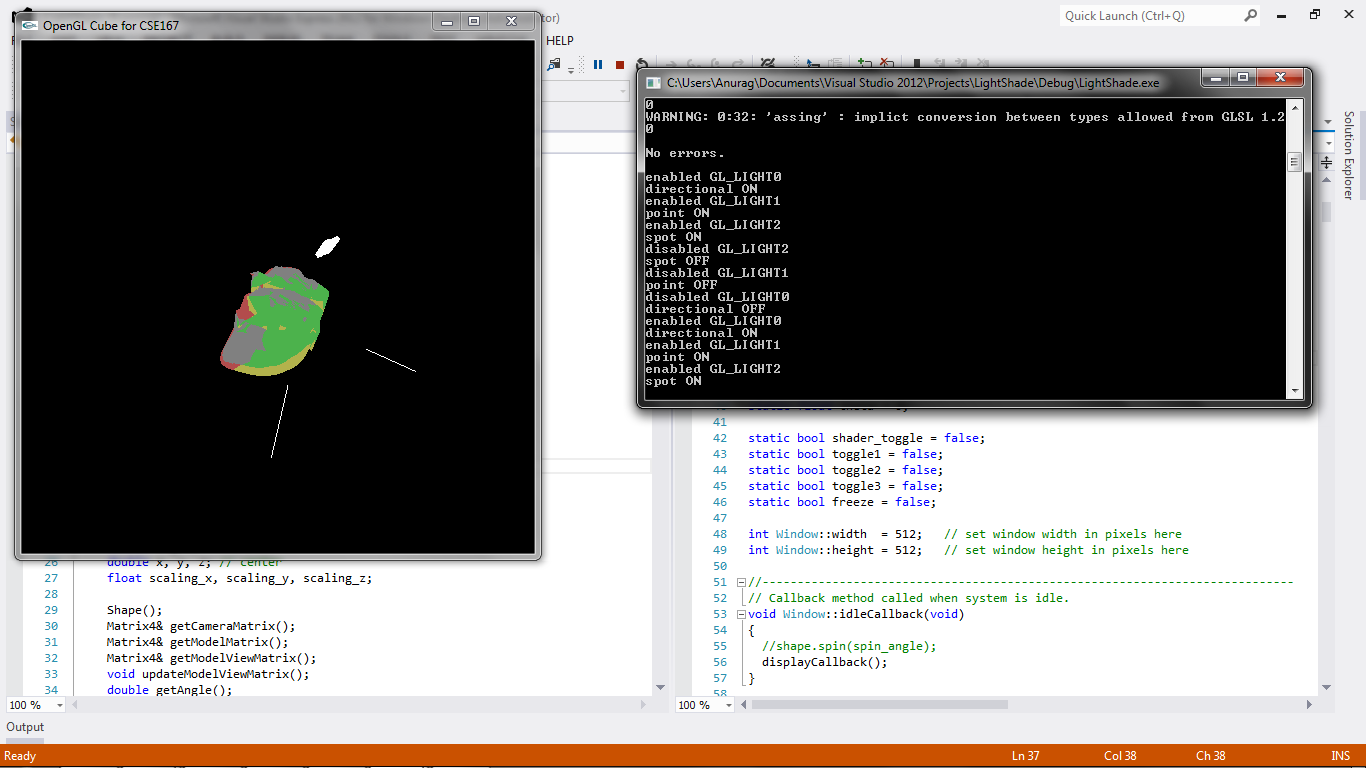 OpenGL Cube for CSE167
tor)
Quick Launch (Ctrl+Q)
HELP
C:\Users\Anurag\Documents\Visual Studio 2012\Projects\LightShade\Debug\LightShade.exe
0
WARNING: 0:32: 'assing' : implict conversion between types allowed from GLSL 1.2
0
No errors.
enabled GL_LIGHT0
directional ON
enabled GL_LIGHT1
point ON
enabled GL_LIGHT2
spot ON
disabled GL_LIGHT2
spot OFF
disabled GL_LIGHT1
point OFF
disabled GL_LIGHT0
directional OFF
enabled GL_LIGHT0
directional ON
enabled GL_LIGHT1
point ON
enabled GL_LIGHT2
spot ON
Solution Explorer
26 double x, y, z; // center
27 float scaling_x, scaling_y, scaling_z;
28
29 Shape();
30 Matrix4& getCameraMatrix();
31 Matrix4& getModelMatrix();
32 Matrix4& getModelViewMatrix();
33 void updateModelViewMatrix();
34 double getAngle();
100 %
41
42 static bool shader_toggle = false;
43 static bool toggle1 = false;
44 static bool toggle2 = false;
45 static bool toggle3 = false;
46 static bool freeze = false;
47
48 int Window::width  = 512;   // set window width in pixels here
49 int Window::height = 512;   // set window height in pixels here
50
51 //----------------------------------------------------------------------------
52 // Callback method called when system is idle.
53 void Window::idleCallback(void)
54 {
55 //shape.spin(spin_angle);
56 displayCallback();
57 }
58
100 %
Output
Ready
Ln 37
Col 38
Ch 38
INS